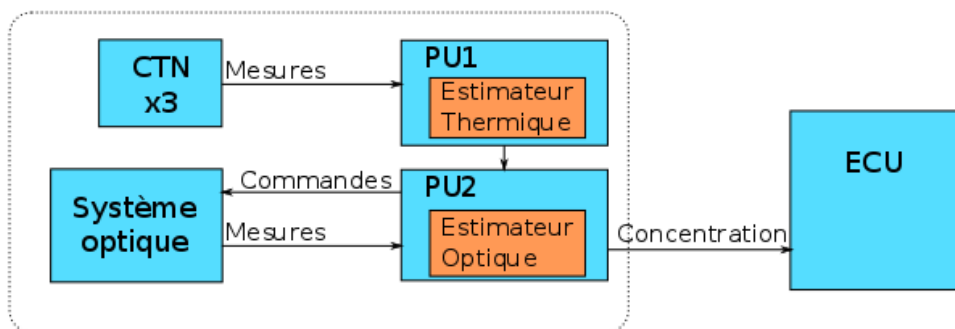 CTN
x3
Mesures
PU1
Estimateur
Thermique
Système
optique
Commandes
Mesures
PU2
Estimateur
Optique
Concentration
ECU